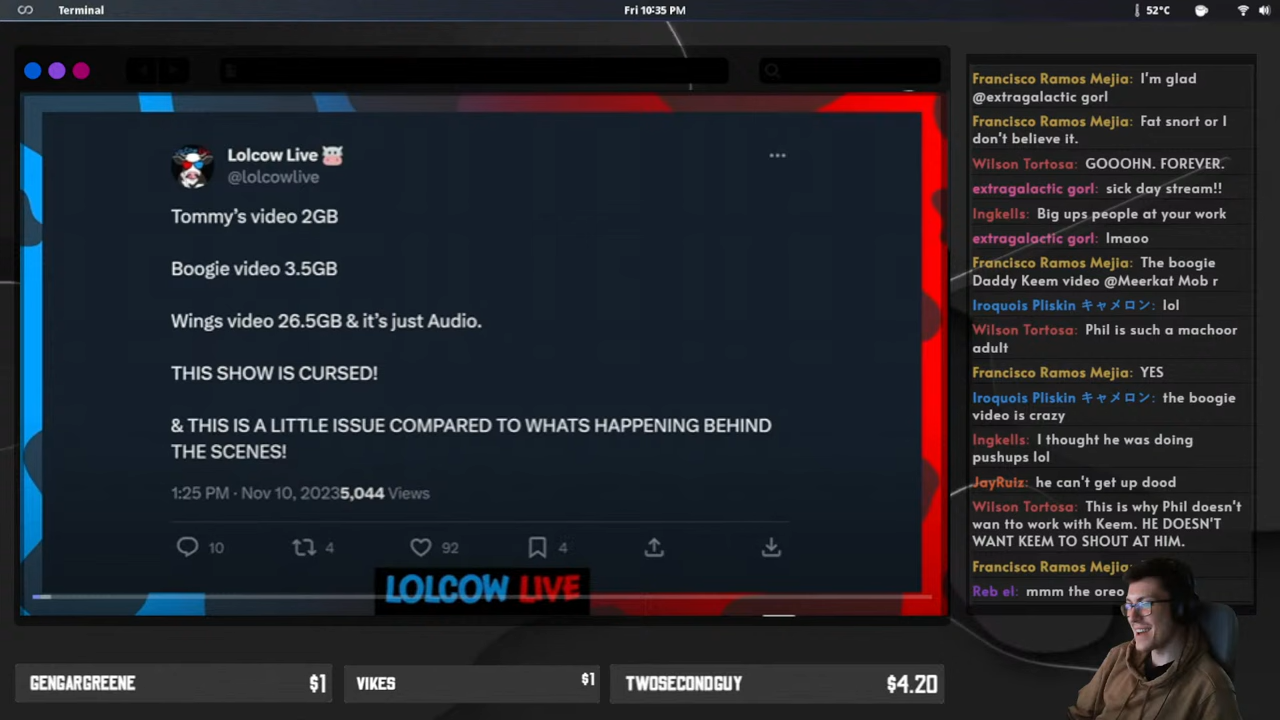 Terminal
Fri 10:35 PM
52°C
Lolcow Live
@lolcowlive
Tommy's video 2GB
Boogie video 3.5GB
Wings video 26.5GB & it's just Audio.
THIS SHOW IS CURSED!
& THIS IS A LITTLE ISSUE COMPARED TO WHATS HAPPENING BEHIND
THE SCENES!
1:25 PM · Nov 10, 20235,044 Views
10
4
92
4
LOLCOW LIVE
Francisco Ramos Mejia: I'm glad
@extragalactic gorl
Francisco Ramos Mejia: Fat snort or I
don't believe it.
Wilson Tortosa: GOOOHN. FOREVER.
extragalactic gorl: sick day stream!!
Ingkells: Big ups people at your work
extragalactic gorl: lmaoo
Francisco Ramos Mejia: The boogie
Daddy Keem video @Meerkat Mob r
Iroquois Pliskin キャメロン: lol
Wilson Tortosa: Phil is such a machoor
adult
Francisco Ramos Mejia: YES
Iroquois Pliskin キャメロン: the boogie
video is crazy
Ingkells: I thought he was doing
pushups lol
JayRuiz: he can't get up dood
Wilson Tortosa: This is why Phil doesn't
wan tto work with Keem. HE DOESN'T
WANT KEEM TO SHOUT AT HIM.
Francisco Ramos Mejia:
Reb el: mmm the oreo
GENGARGREENE $1
VIKES $1
TWOSECONDGUY $4.20